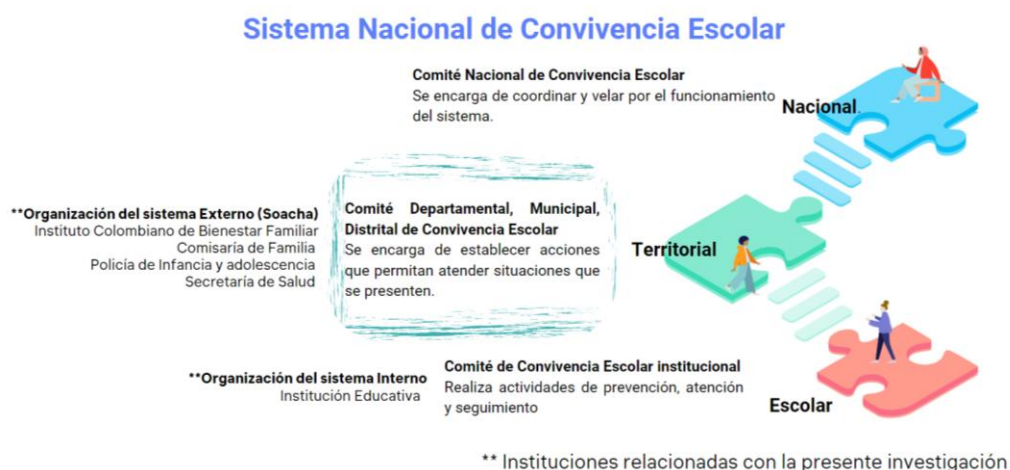 Sistema Nacional de Convivencia Escolar
Comité Nacional de Convivencia Escolar
Se encarga de coordinar y velar por el funcionamiento
del sistema.
Nacional.
**Organización del sistema Externo (Soacha)
Instituto Colombiano de Bienestar Familiar
Comisaría de Familia
Policía de Infancia y adolescencia
Secretaría de Salud
Comité Departamental, Municipal,
Distrital de Convivencia Escolar
Se encarga de establecer acciones
que permitan atender situaciones que
se presenten.
Territorial
**Organización del sistema Interno
Institución Educativa
Comité de Convivencia Escolar institucional
Realiza actividades de prevención, atención
y seguimiento
Escolar
** Instituciones relacionadas con la presente investigación